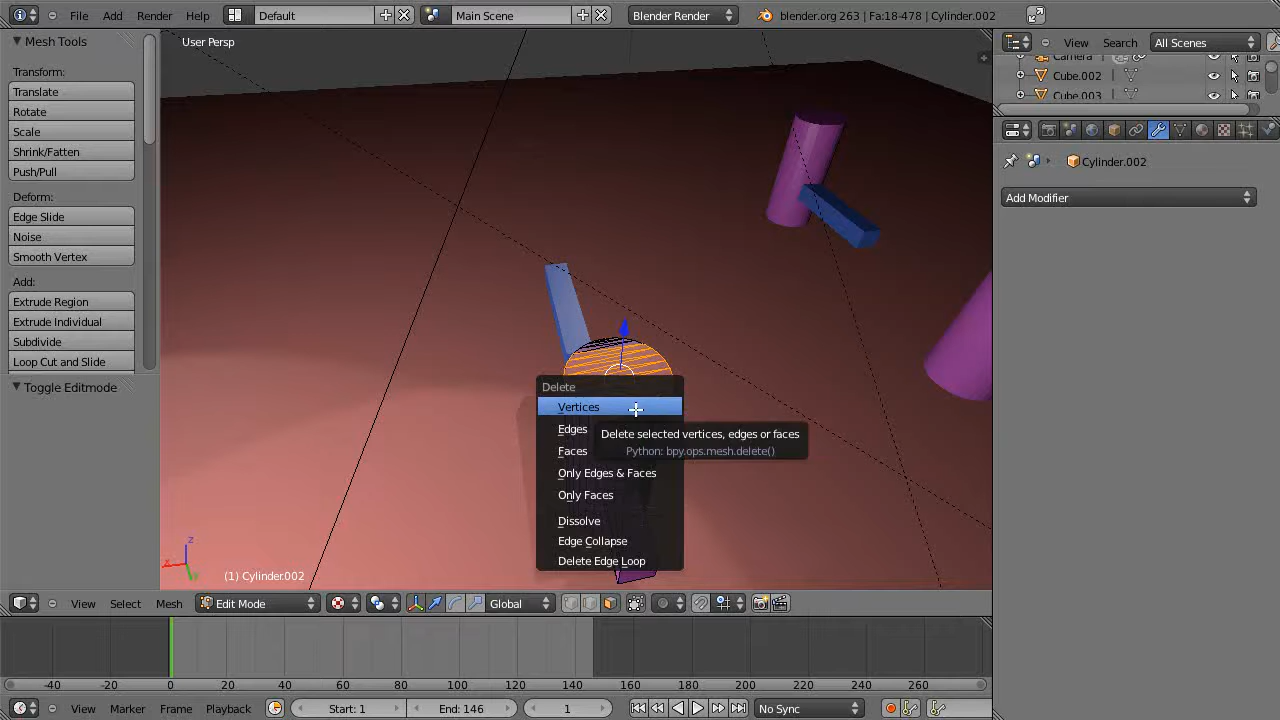 File Add Render Help Default Main Scene Blender Render blender.org 263 | Fa:18-478 | Cylinder.002
View Search All Scenes
Camera
Cube.002
Cube.003
Mesh Tools
Transform:
Translate
Rotate
Scale
Shrink/Fatten
Push/Pull
Deform:
Edge Slide
Noise
Smooth Vertex
Add:
Extrude Region
Extrude Individual
Subdivide
Loop Cut and Slide
Toggle Editmode
User Persp
Delete
Vertices
Edges
Faces
Only Edges & Faces
Only Faces
Dissolve
Edge Collapse
Delete Edge Loop
Delete selected vertices, edges or faces
Python: bpy.ops.mesh.delete()
z
x
y
(1) Cylinder.002
Cylinder.002
Add Modifier
View Select Mesh Edit Mode Global
-40 -20 0 20 40 60 80 100 120 140 160 180 200 220 240 260
View Marker Frame Playback Start: 1 End: 146 1 No Sync